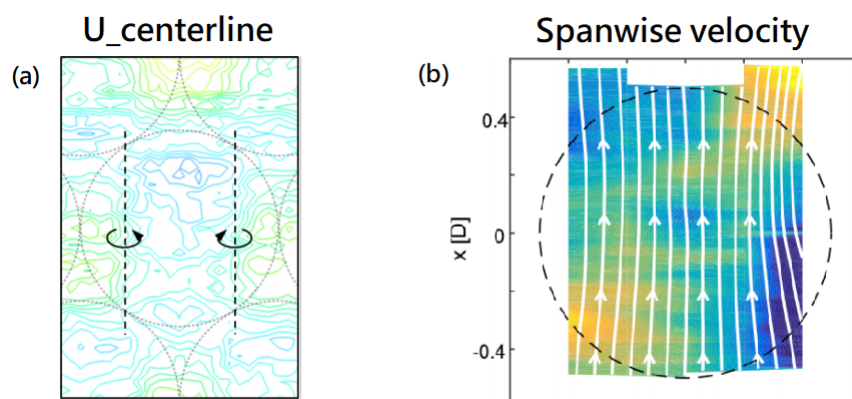 U_centerline
Spanwise velocity
(a)
(b)
0.4
x [D]
0
-0.4